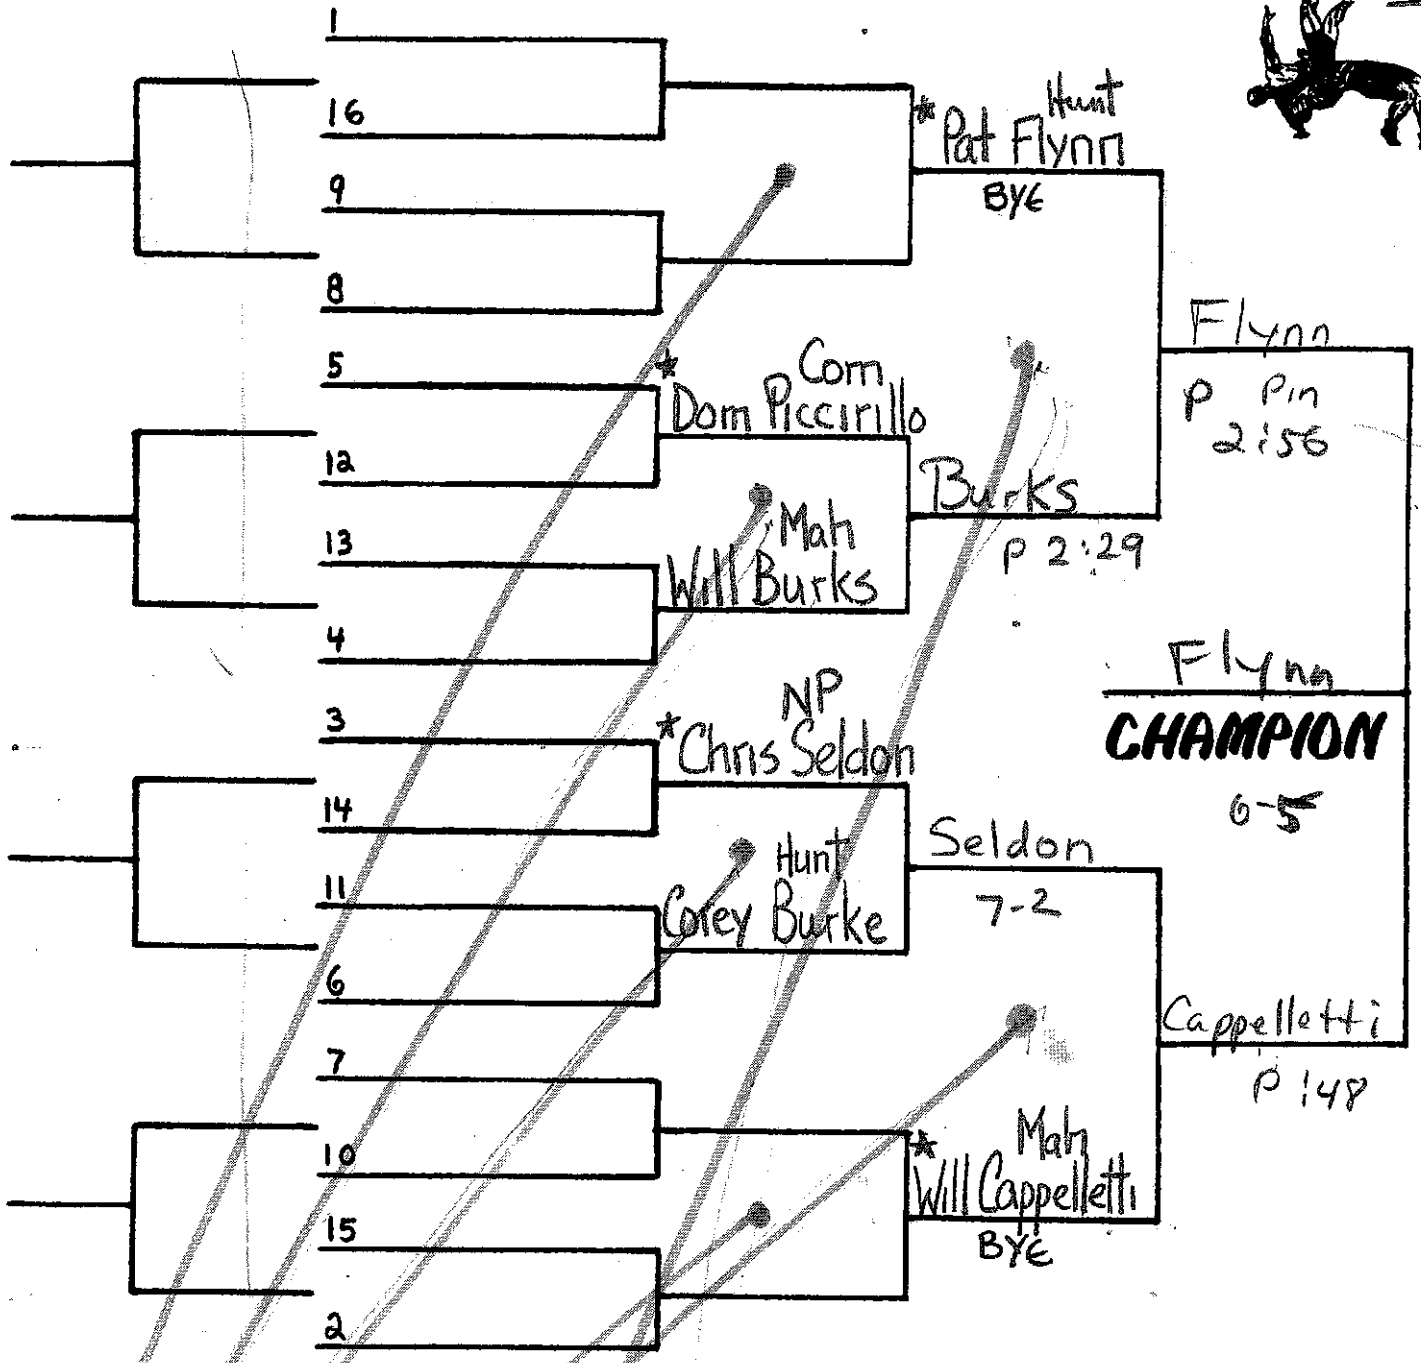 1
16
9
8
5
12
13
4
3
14
11
6
7
10
15
2
Hunt
* Pat Flynn
BYE
Com
* Dom Piccirillo
Mah
Will Burks
NP
* Chris Seldon
Hunt
Corey Burke
Burks
P 2:29
Seldon
7-2
Mah
* Will Cappelletti
BYE
Flynn
P Pin
2:56
Cappelletti
P :48
Flynn
CHAMPION
6-5